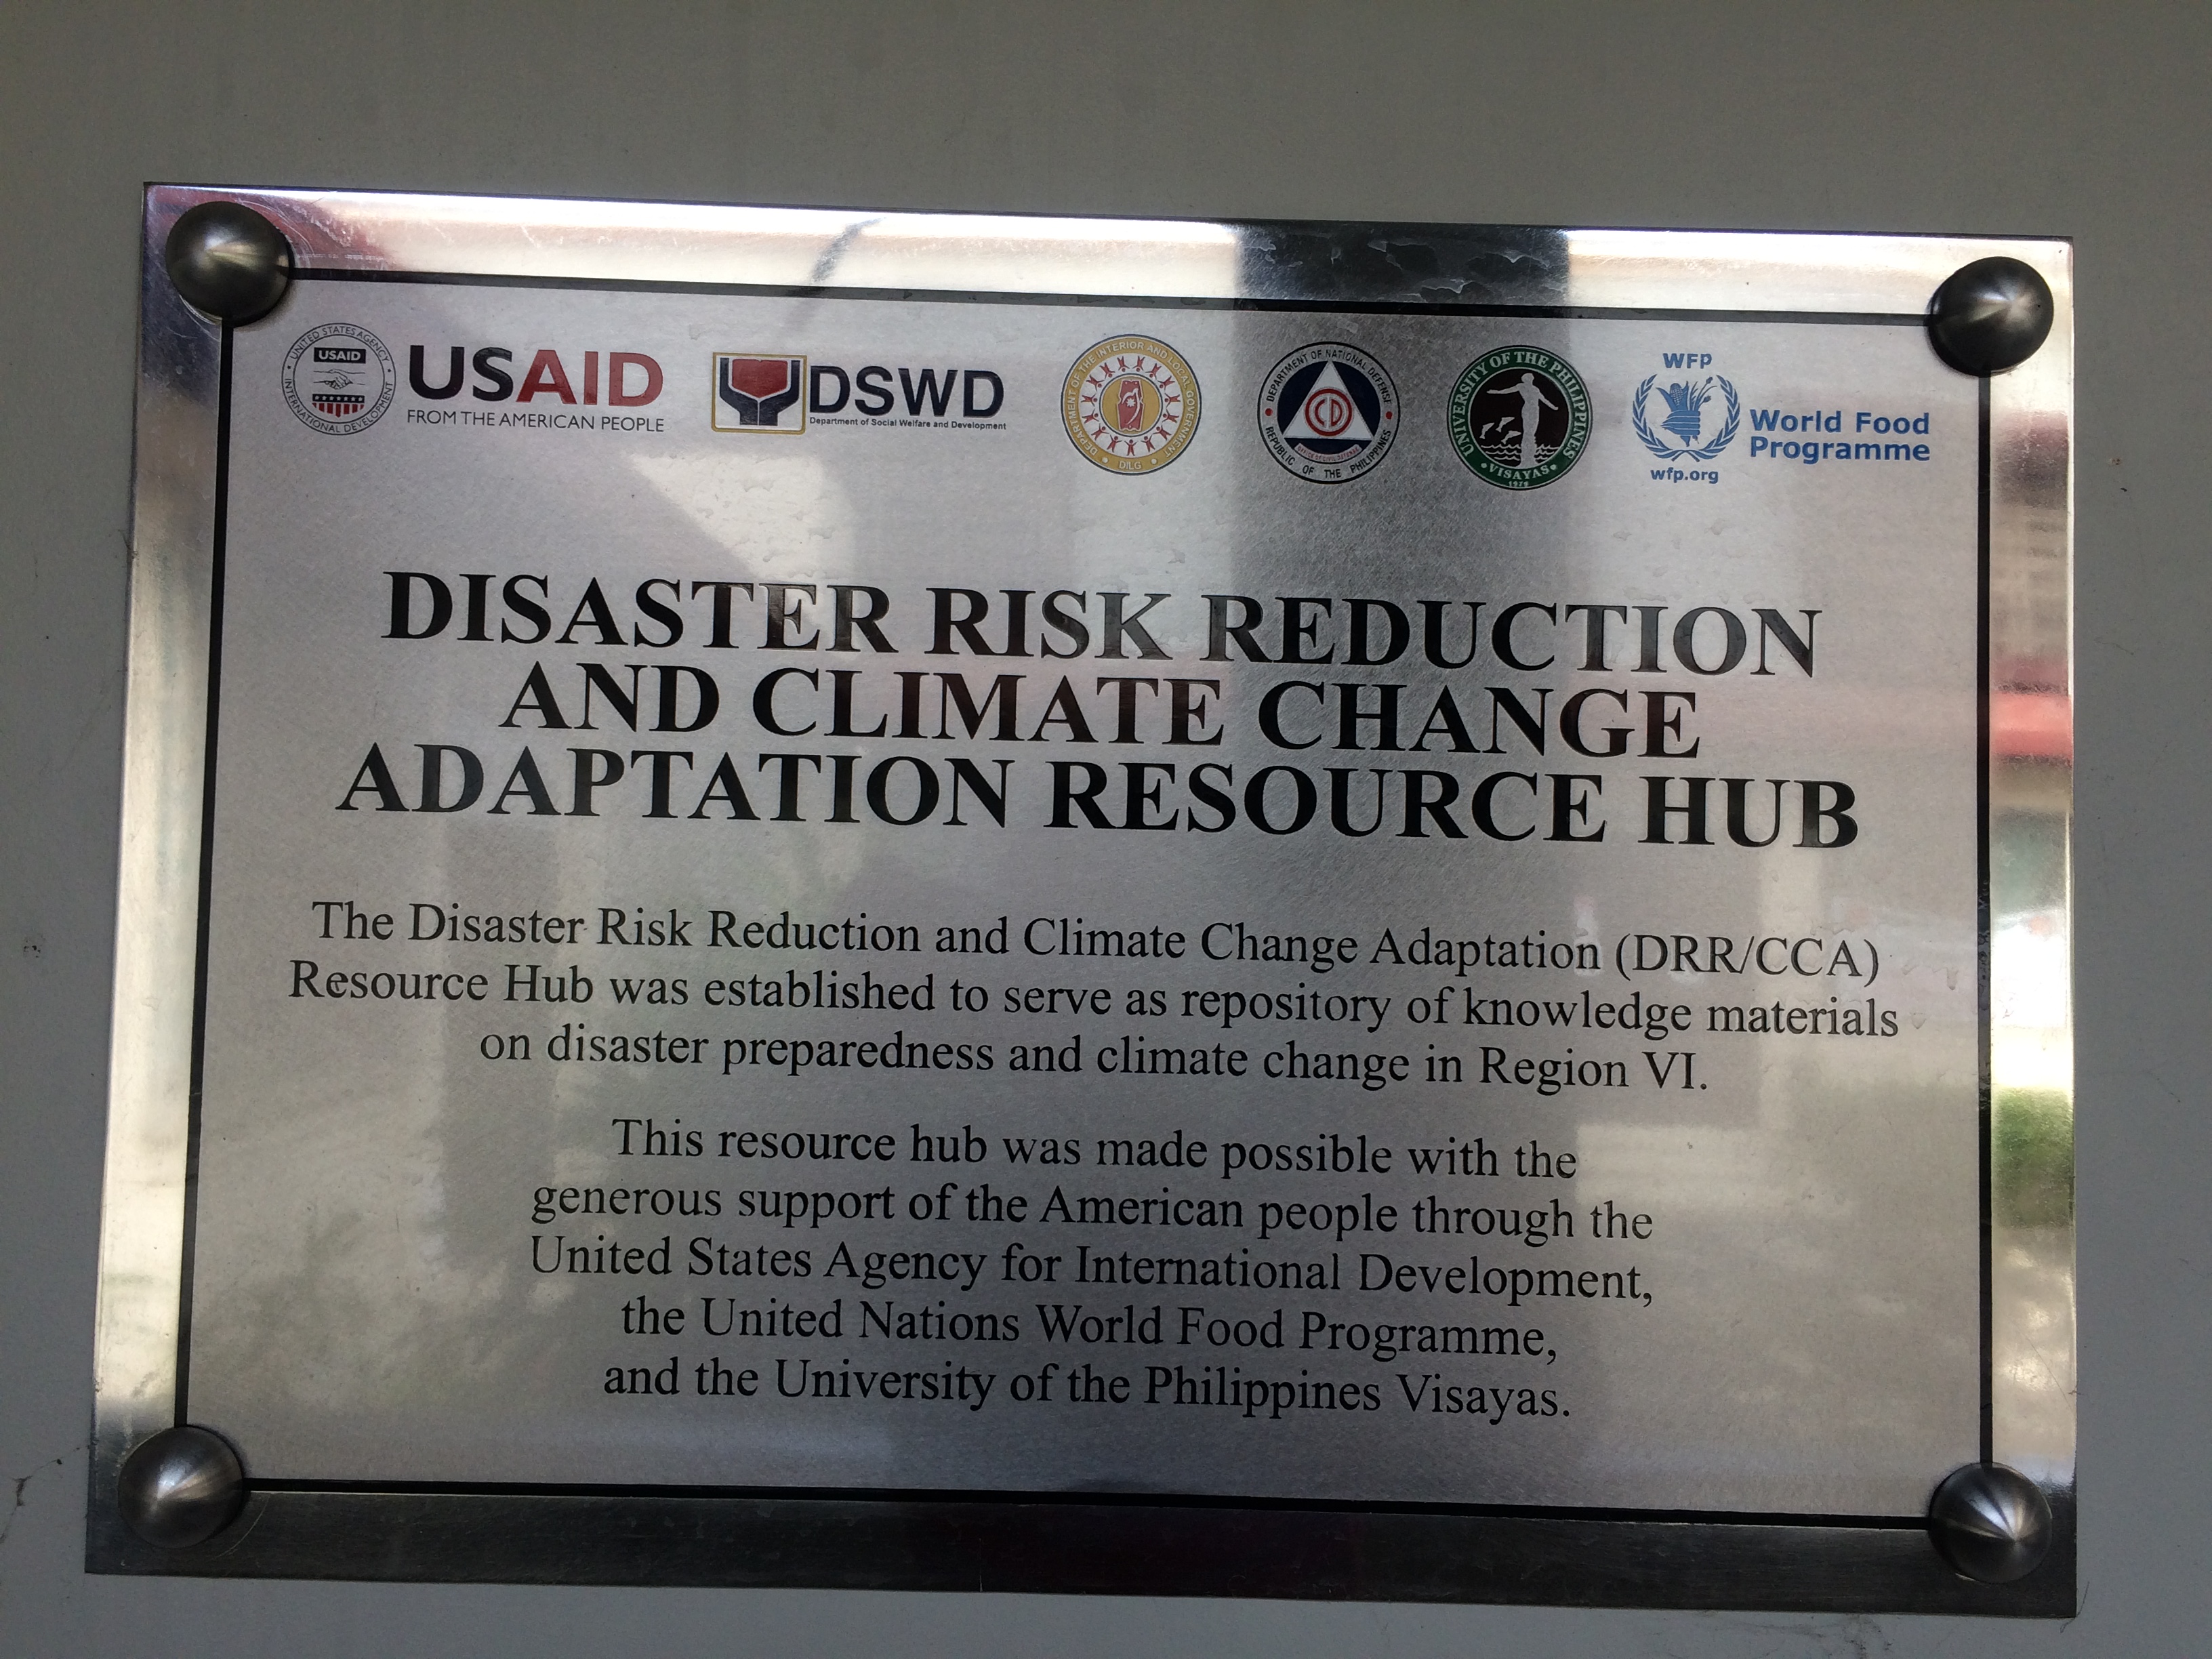 UNITED STATES AGENCY
USAID
INTERNATIONAL DEVELOPMENT
USAID
FROM THE AMERICAN PEOPLE
DSWD
Department of Social Welfare and Development
DEPARTMENT OF THE INTERIOR AND LOCAL GOVERNMENT
DILG
DEPARTMENT OF NATIONAL DEFENSE
CD
OFFICE OF CIVIL DEFENSE
REPUBLIC OF THE PHILIPPINES
UNIVERSITY OF THE PHILIPPINES
VISAYAS
WFP
wfp.org
World Food
Programme
DISASTER RISK REDUCTION
AND CLIMATE CHANGE
ADAPTATION RESOURCE HUB
The Disaster Risk Reduction and Climate Change Adaptation (DRR/CCA)
Resource Hub was established to serve as repository of knowledge materials
on disaster preparedness and climate change in Region VI.
This resource hub was made possible with the
generous support of the American people through the
United States Agency for International Development,
the United Nations World Food Programme,
and the University of the Philippines Visayas.